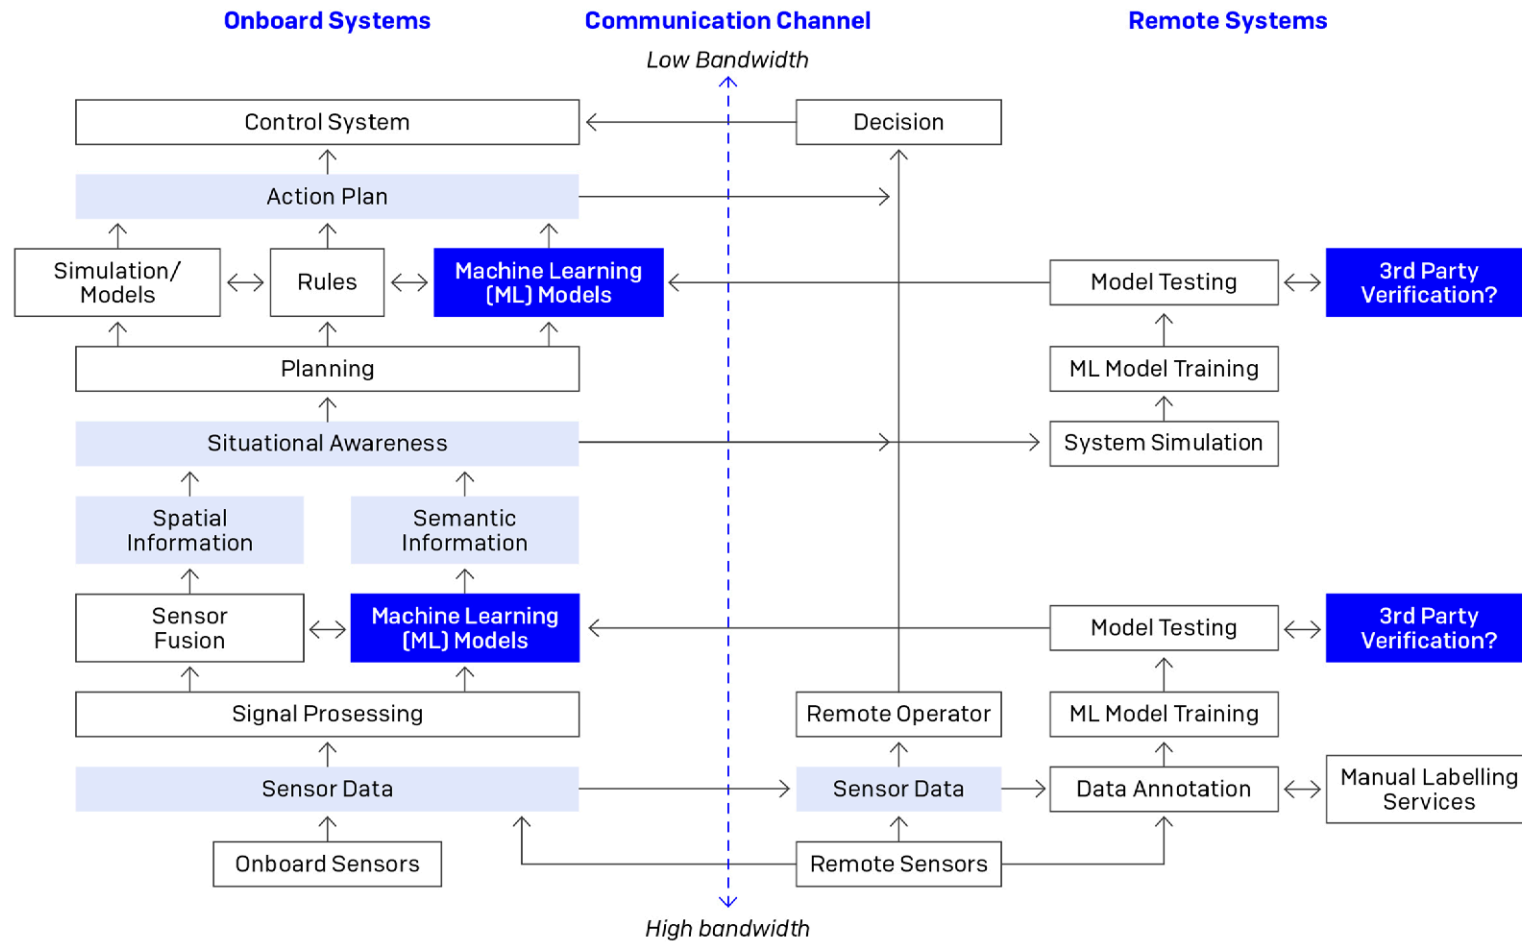 Onboard Systems
Communication Channel
Remote Systems
Low Bandwidth
Control System
Decision
Action Plan
Simulation/
Models
Rules
Machine Learning
(ML) Models
Model Testing
3rd Party
Verification?
Planning
ML Model Training
Situational Awareness
System Simulation
Spatial
Information
Semantic
Information
Sensor
Fusion
Machine Learning
(ML) Models
Model Testing
3rd Party
Verification?
Signal Prosessing
Remote Operator
ML Model Training
Sensor Data
Sensor Data
Data Annotation
Manual Labelling
Services
Onboard Sensors
Remote Sensors
High bandwidth